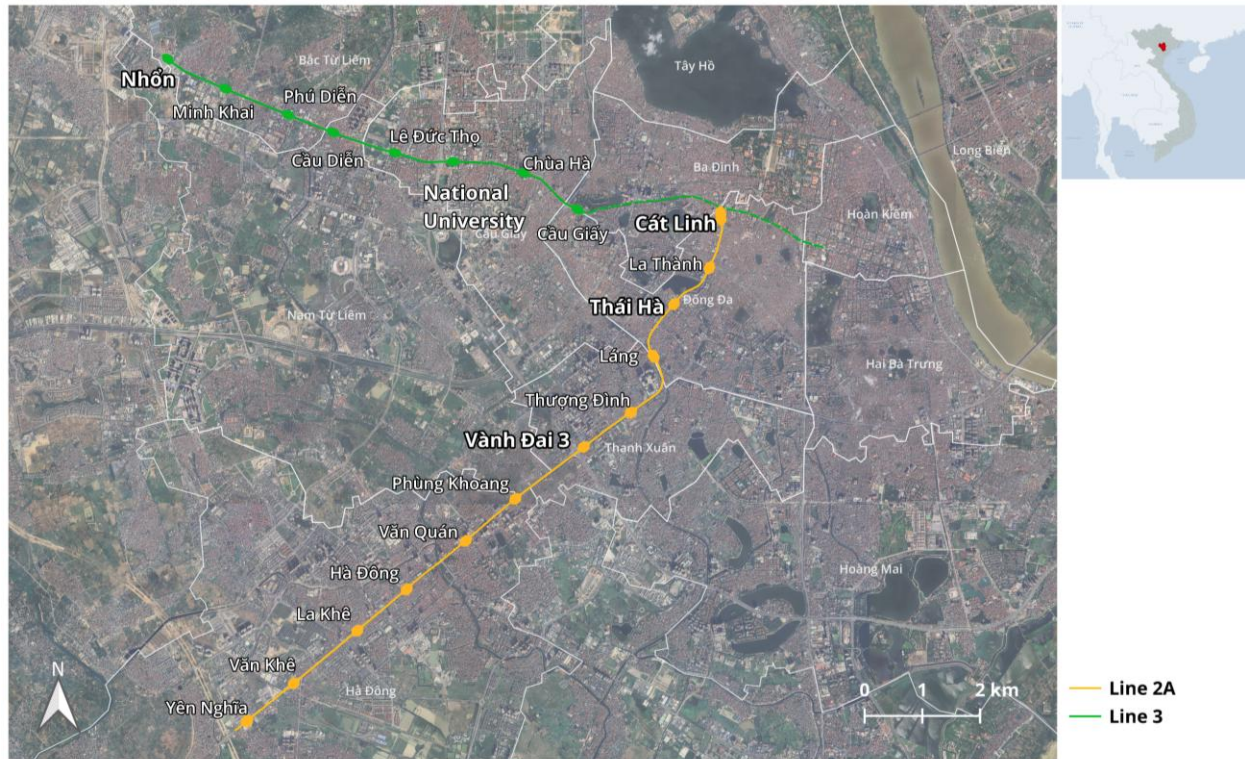 Bắc Từ Liêm
Tây Hồ
Nhổn
Minh Khai
Phú Diễn
Cầu Diễn
Lê Đức Thọ
National
University
Chùa Hà
Cầu Giấy
Cầu Giấy
Ba Đình
Long Biên
Hoàn Kiếm
Cát Linh
La Thành
Thái Hà
Đống Đa
Nam Từ Liêm
Láng
Hai Bà Trưng
Thượng Đình
Vành Đai 3
Thanh Xuân
Phùng Khoang
Văn Quán
Hà Đông
Hoàng Mai
La Khê
Văn Khê
Hà Đông
Yên Nghĩa
N
0 1 2 km
Line 2A
Line 3